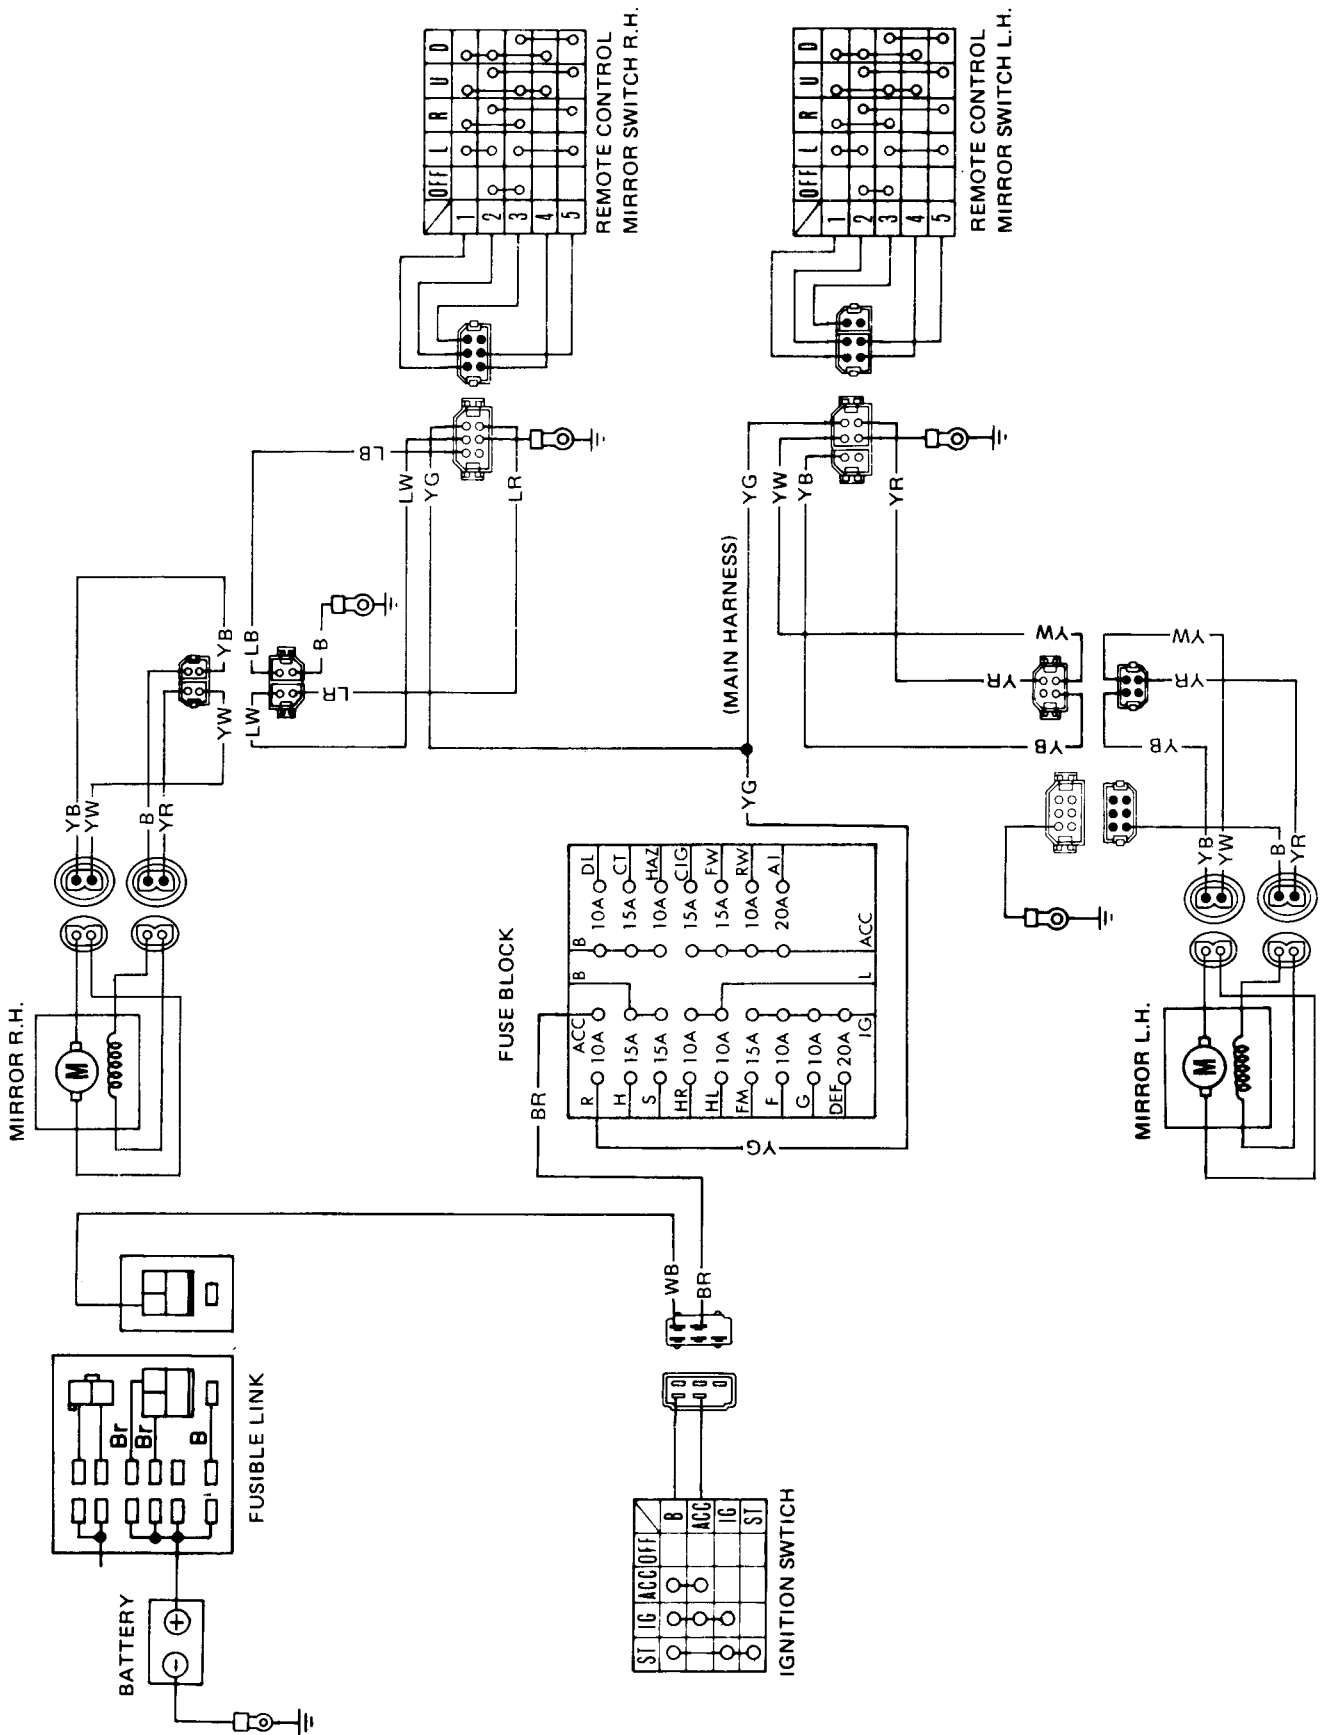 REMOTE CONTROL
MIRROR SWITCH R.H.
OFF L R U D
1
2
3
4
5
REMOTE CONTROL
MIRROR SWITCH L.H.
OFF L R U D
1
2
3
4
5
LB
LW
YG
LR
YG
YW
YB
YR
(MAIN HARNESS)
YB
YW
LB
LW
B
LR
YB
YW
B
YR
MIRROR R.H.
M
YW
YR
YB
YW
YR
YB
YB
YW
B
YR
MIRROR L.H.
M
YG
YG
FUSE BLOCK
B
B
ACC
ACC
L
IG
10A DL
15A CT
10A HAZ
15A CIG
15A FW
10A RW
20A AI
R 10A
H 15A
S 15A
HR 10A
HL 10A
FM 15A
F 10A
G 10A
DEF 20A
BR
WB
BR
FUSIBLE LINK
Br
Br
B
BATTERY
+
-
IGNITION SWTICH
ST IG ACC OFF
B
ACC
IG
ST